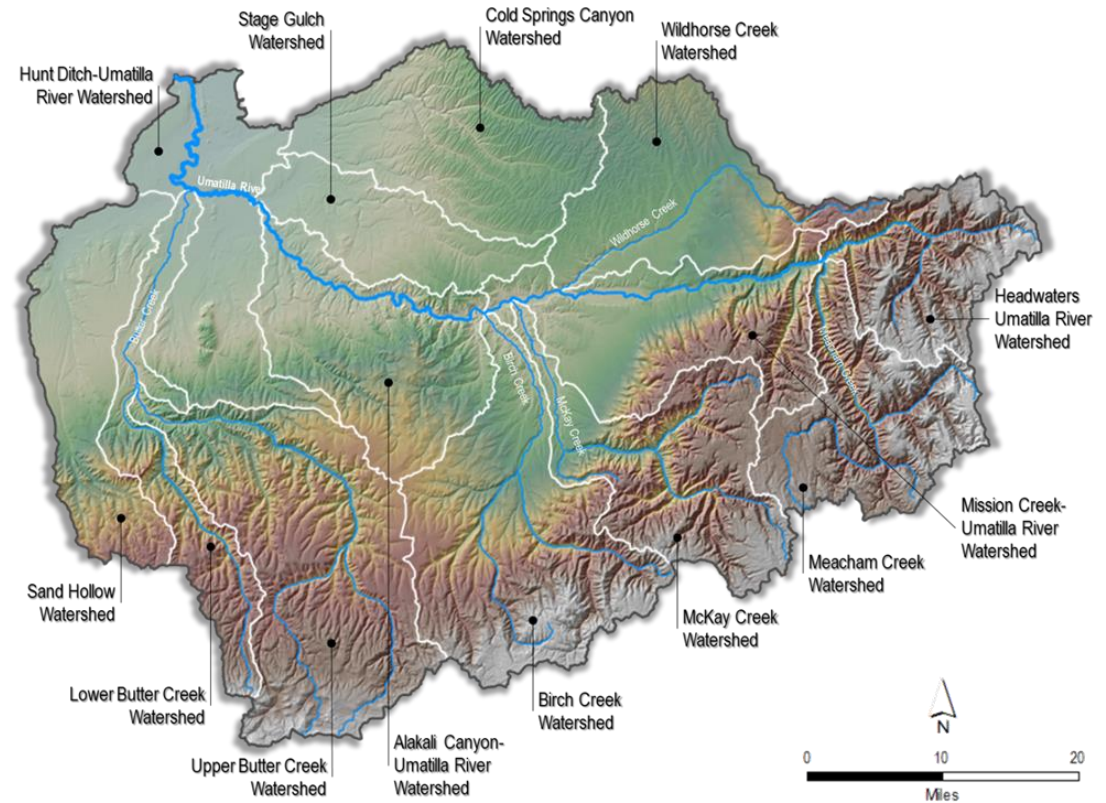 Stage Gulch
Watershed
Cold Springs Canyon
Watershed
Wildhorse Creek
Watershed
Hunt Ditch-Umatilla
River Watershed
Umatilla River
Wildhorse Creek
Butter Creek
Birch Creek
McKay Creek
Meacham Creek
Headwaters
Umatilla River
Watershed
Mission Creek-
Umatilla River
Watershed
Meacham Creek
Watershed
McKay Creek
Watershed
Sand Hollow
Watershed
Lower Butter Creek
Watershed
Birch Creek
Watershed
Alakali Canyon-
Umatilla River
Watershed
Upper Butter Creek
Watershed
N
0 10 20
Miles